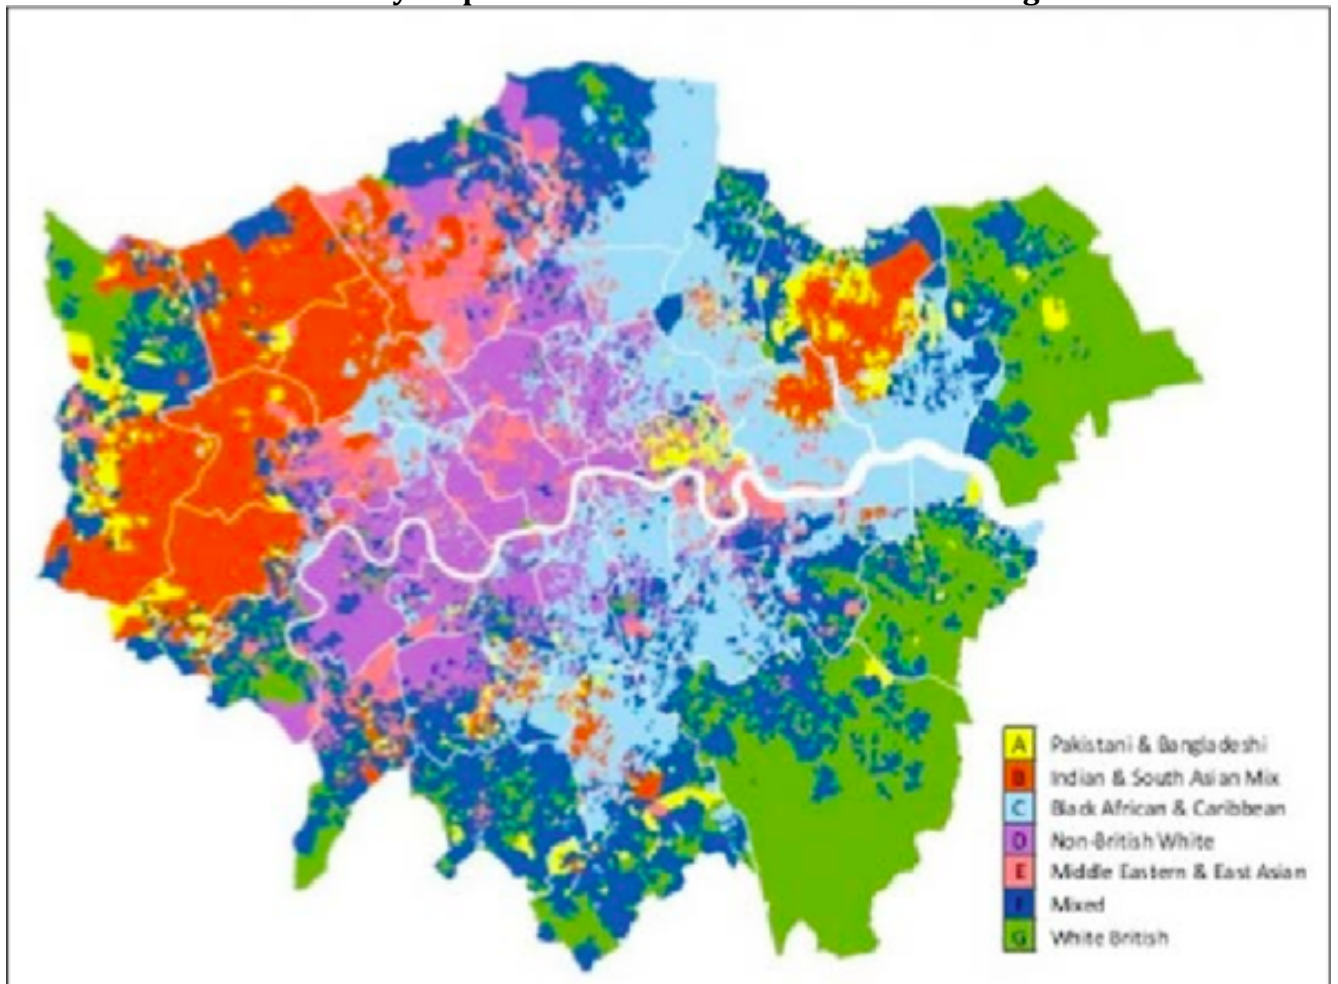 A Pakistani & Bangladeshi
B Indian & South Asian Mix
C Black African & Caribbean
D Non-British White
E Middle Eastern & East Asian
F Mixed
G White British